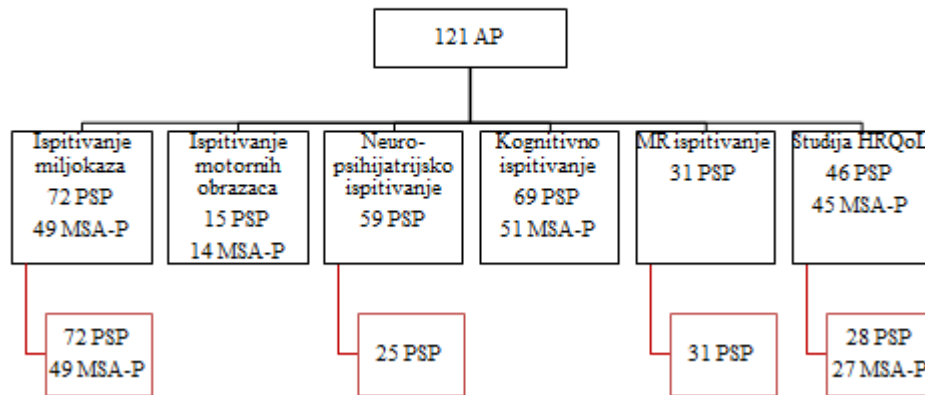 121 AP
Ispitivanje
miljokaza
72 PSP
49 MSA-P
Ispitivanje
motornih
obrazaca
15 PSP
14 MSA-P
Neuro-
psihijatrijsko
ispitivanje
59 PSP
Kognitivno
ispitivanje
69 PSP
51 MSA-P
MR ispitivanje
31 PSP
Studija HRQoL
46 PSP
45 MSA-P
72 PSP
49 MSA-P
25 PSP
31 PSP
28 PSP
27 MSA-P